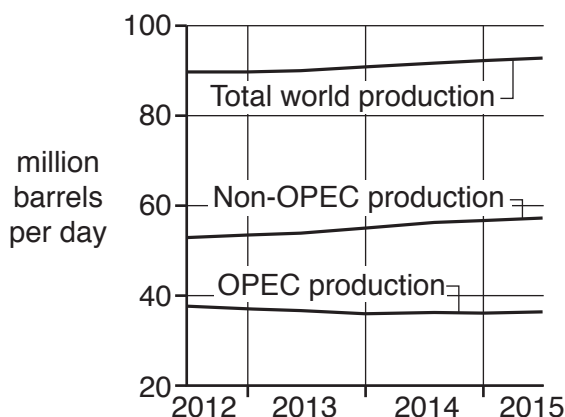 100
Total world production
80
million
barrels
per day
Non-OPEC production
60
OPEC production
40
20
2012 2013 2014 2015